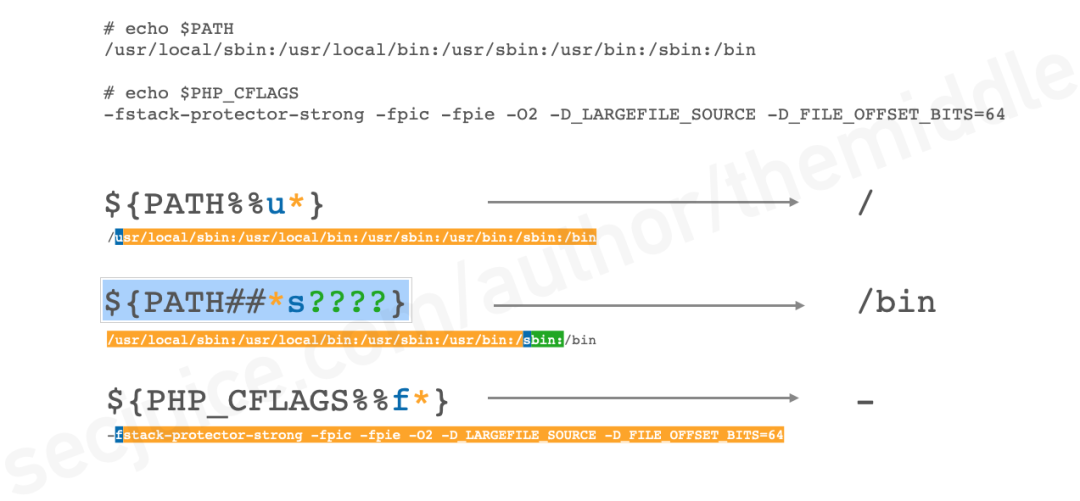 # echo $PATH
/usr/local/sbin:/usr/local/bin:/usr/sbin:/usr/bin:/sbin:/bin
# echo $PHP_CFLAGS
-fstack-protector-strong -fpic -fpie -O2 -D_LARGEFILE_SOURCE -D_FILE_OFFSET_BITS=64
${PATH%%u*} /
/usr/local/sbin:/usr/local/bin:/usr/sbin:/usr/bin:/sbin:/bin
${PATH##*s????} /bin
/usr/local/sbin:/usr/local/bin:/usr/sbin:/usr/bin:/sbin:/bin
${PHP_CFLAGS%%f*} -
-fstack-protector-strong -fpic -fpie -O2 -D_LARGEFILE_SOURCE -D_FILE_OFFSET_BITS=64
secjuice.com/author/themiddle